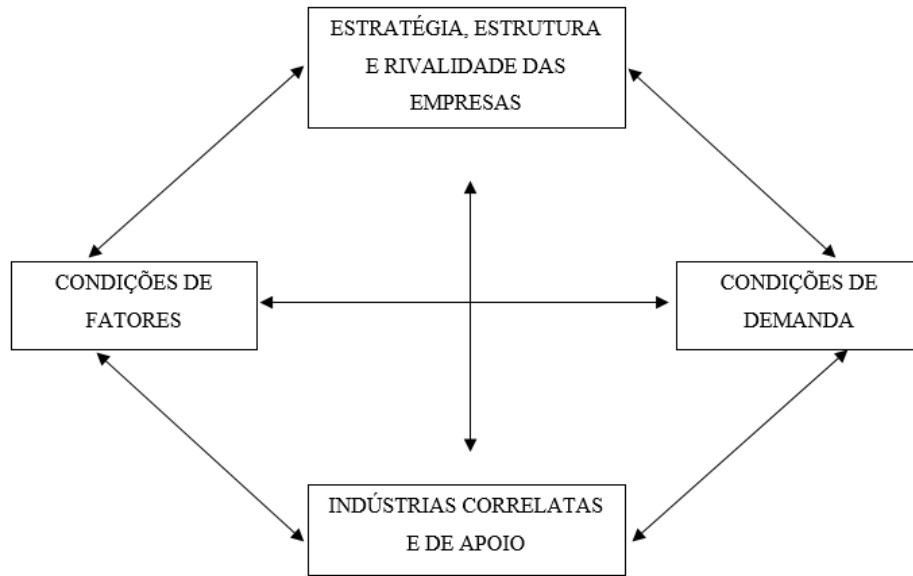 ESTRATÉGIA, ESTRUTURA
E RIVALIDADE DAS
EMPRESAS
CONDIÇÕES DE
FATORES
CONDIÇÕES DE
DEMANDA
INDÚSTRIAS CORRELATAS
E DE APOIO